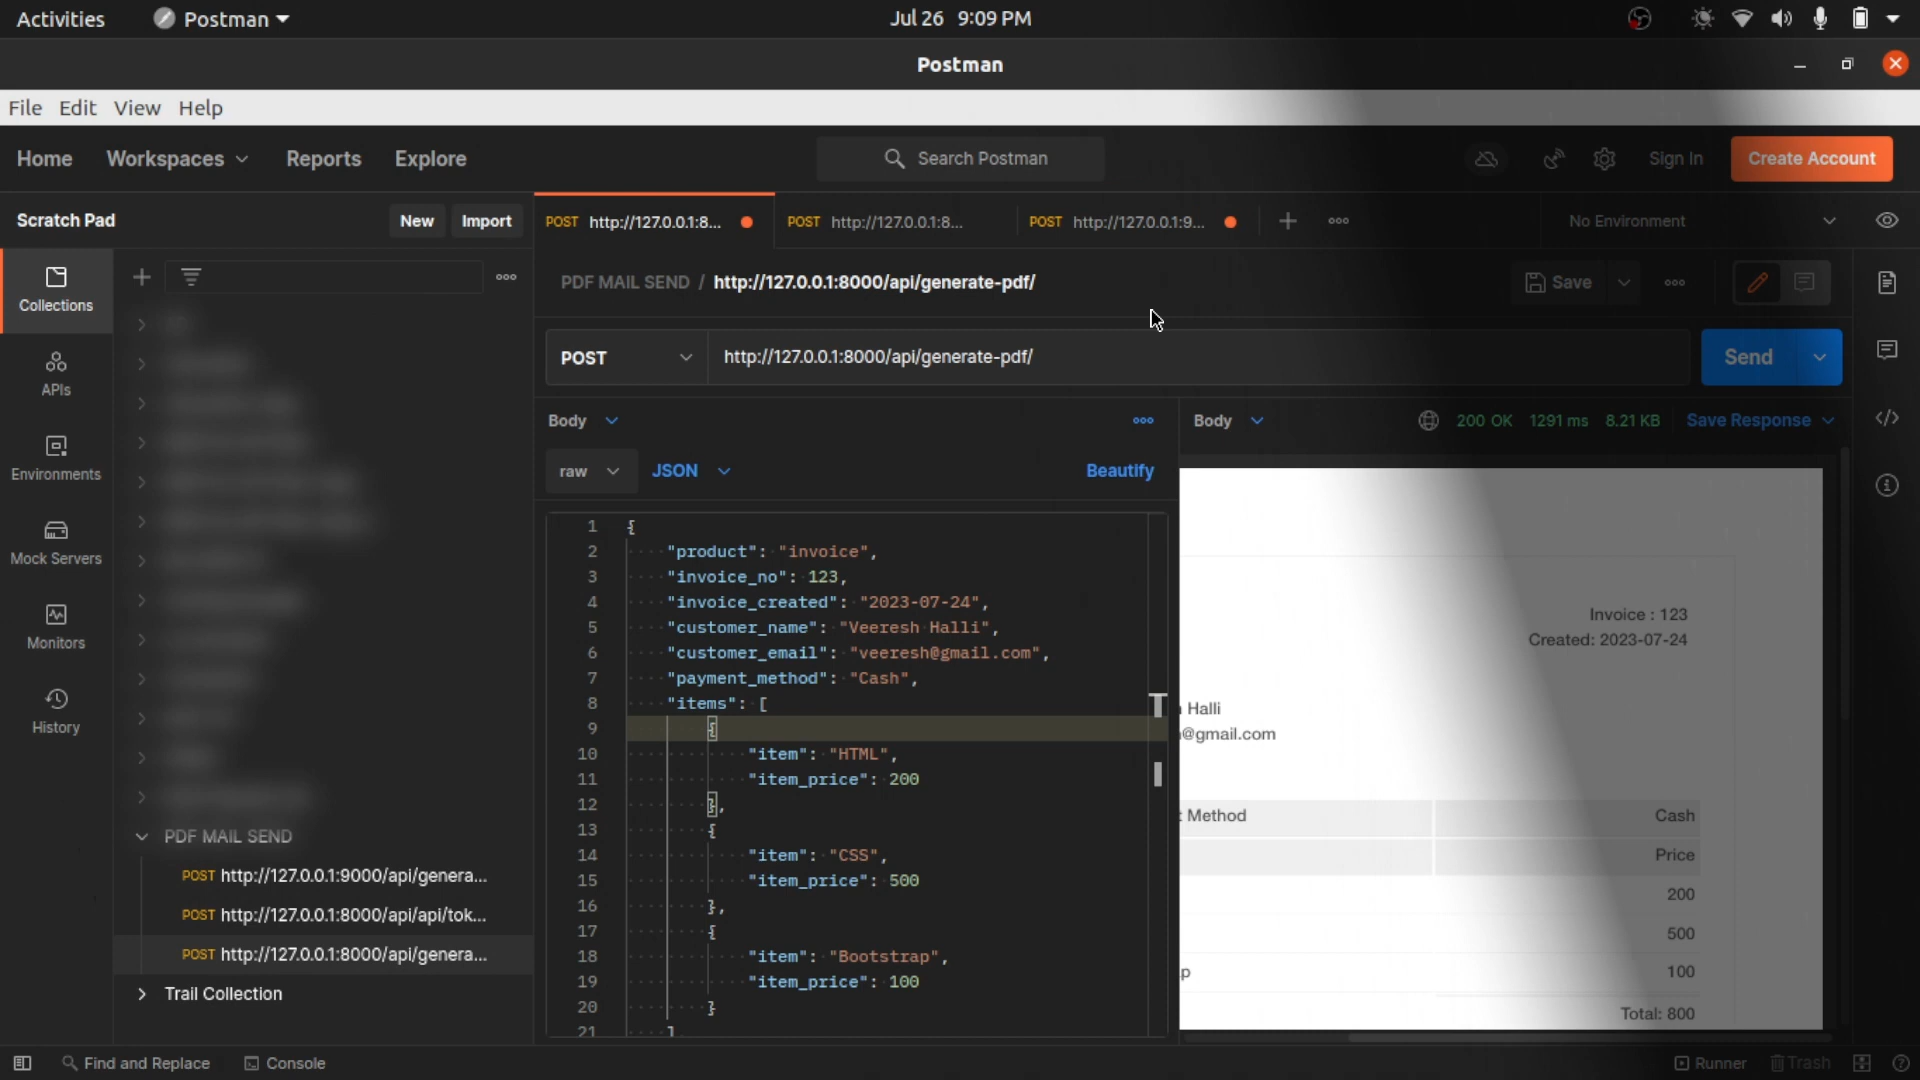 Activities Postman Jul 26 9:09 PM
Postman
File Edit View Help
Home Workspaces Reports Explore Search Postman Sign In Create Account
Scratch Pad New Import
POST http://127.0.0.1:8... POST http://127.0.0.1:8... POST http://127.0.0.1:9... No Environment
PDF MAIL SEND / http://127.0.0.1:8000/api/generate-pdf/ Save
POST http://127.0.0.1:8000/api/generate-pdf/ Send
Body Body 200 OK 1291 ms 8.21 KB Save Response
raw JSON Beautify
Collections
APIs
Environments
Mock Servers
Monitors
History
PDF MAIL SEND
POST http://127.0.0.1:9000/api/genera...
POST http://127.0.0.1:8000/api/api/tok...
POST http://127.0.0.1:8000/api/genera...
Trail Collection
1 {
2 "product": "invoice",
3 "invoice_no": 123,
4 "invoice_created": "2023-07-24",
5 "customer_name": "Veeresh Halli",
6 "customer_email": "veeresh@gmail.com",
7 "payment_method": "Cash",
8 "items": [
9 {
10 "item": "HTML",
11 "item_price": 200
12 },
13 {
14 "item": "CSS",
15 "item_price": 500
16 },
17 {
18 "item": "Bootstrap",
19 "item_price": 100
20 }
21 ]
Invoice : 123
Created: 2023-07-24
Halli
@gmail.com
Method Cash
Price
200
500
p 100
Total: 800
Find and Replace Console Runner Trash